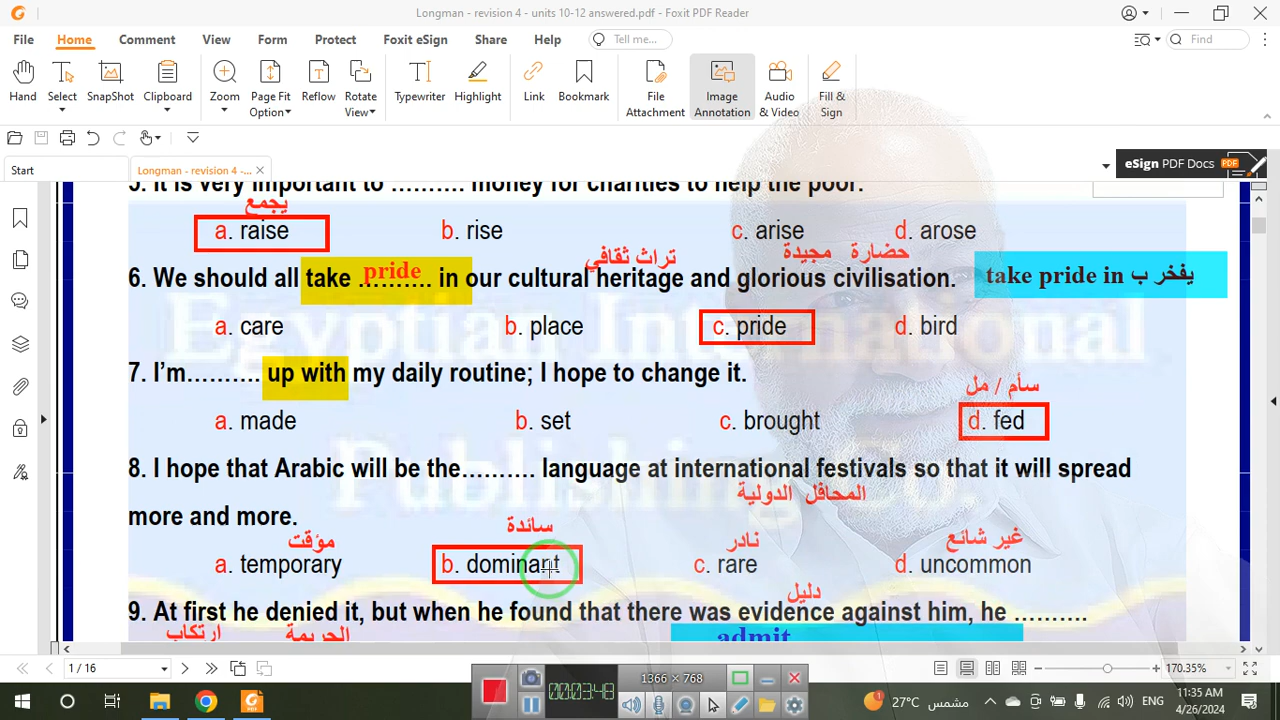 Longman - revision 4 - units 10-12 answered.pdf - Foxit PDF Reader
File Home Comment View Form Protect Foxit eSign Share Help Tell me... Find
Hand Select SnapShot Clipboard Zoom Page Fit Option Reflow Rotate View Typewriter Highlight Link Bookmark File Attachment Image Annotation Audio & Video Fill & Sign
Start Longman - revision 4 -... eSign PDF Docs PDF
5. It is very important to ………. money for charities to help the poor.
يجمع
a. raise b. rise c. arise d. arose
تراث ثقافي حضارة مجيدة
6. We should all take ………. in our cultural heritage and glorious civilisation.
pride
take pride in يفخر ب
a. care b. place c. pride d. bird
7. I’m………. up with my daily routine; I hope to change it.
سأم / مل
a. made b. set c. brought d. fed
8. I hope that Arabic will be the………. language at international festivals so that it will spread
المحافل الدولية
more and more.
مؤقت سائدة نادر غير شائع
a. temporary b. dominant c. rare d. uncommon
دليل
9. At first he denied it, but when he found that there was evidence against him, he ……….
ارتكاب الجريمة admit
Egyptian International
Publishing Co.
1 / 16 170.35%
1366 x 768
00:03:48
27°C مشمس ENG 11:35 AM
4/26/2024